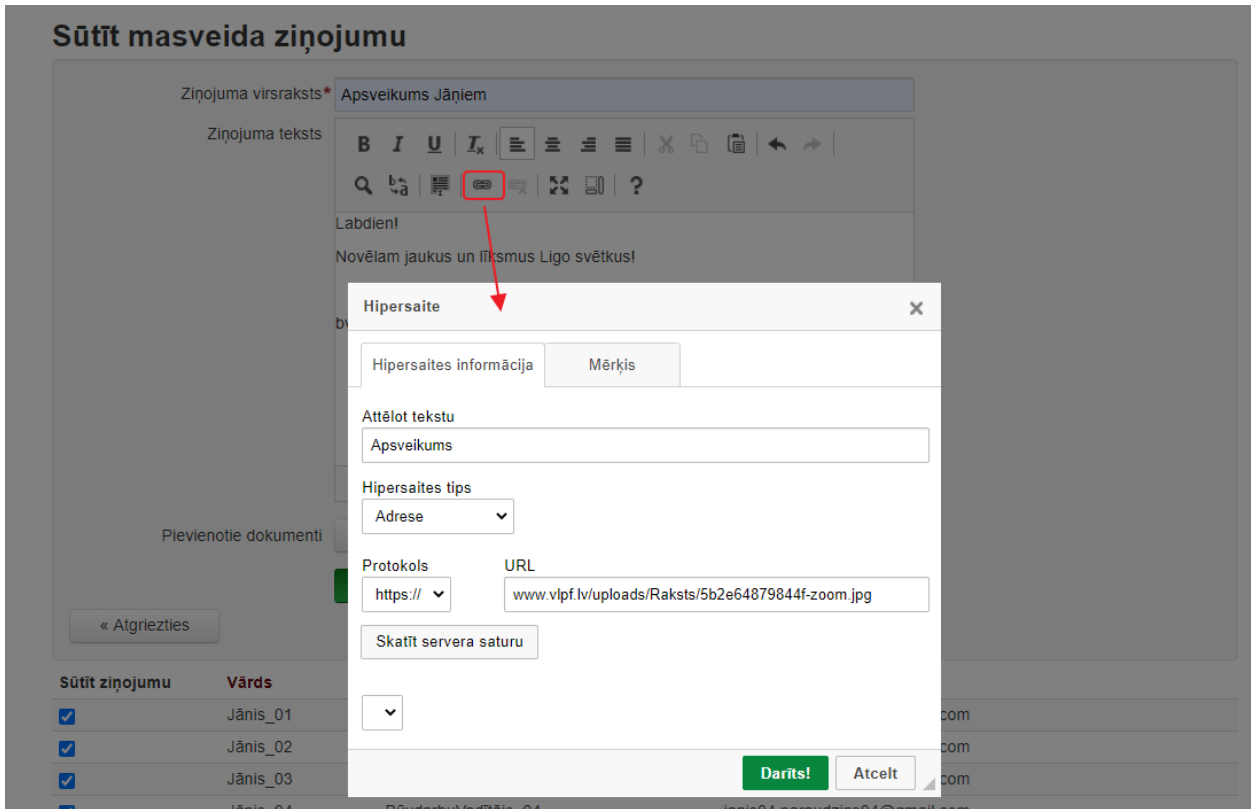 Sūtīt masveida ziņojumu
Ziņojuma virsraksts* Apsveikums Jāņiem
Ziņojuma teksts
Labdien!
Novēlam jaukus un līksmus Līgo svētkus!
Hipersaite
Hipersaites informācija Mērķis
Attēlot tekstu
Apsveikums
Hipersaites tips
Adrese
Pievienotie dokumenti
Protokols URL
https:// www.vlpf.lv/uploads/Raksts/5b2e64879844f-zoom.jpg
« Atgriezties
Skatīt servera saturu
Sūtīt ziņojumu Vārds
Jānis_01 com
Jānis_02 com
Jānis_03 com
Darīts! Atcelt